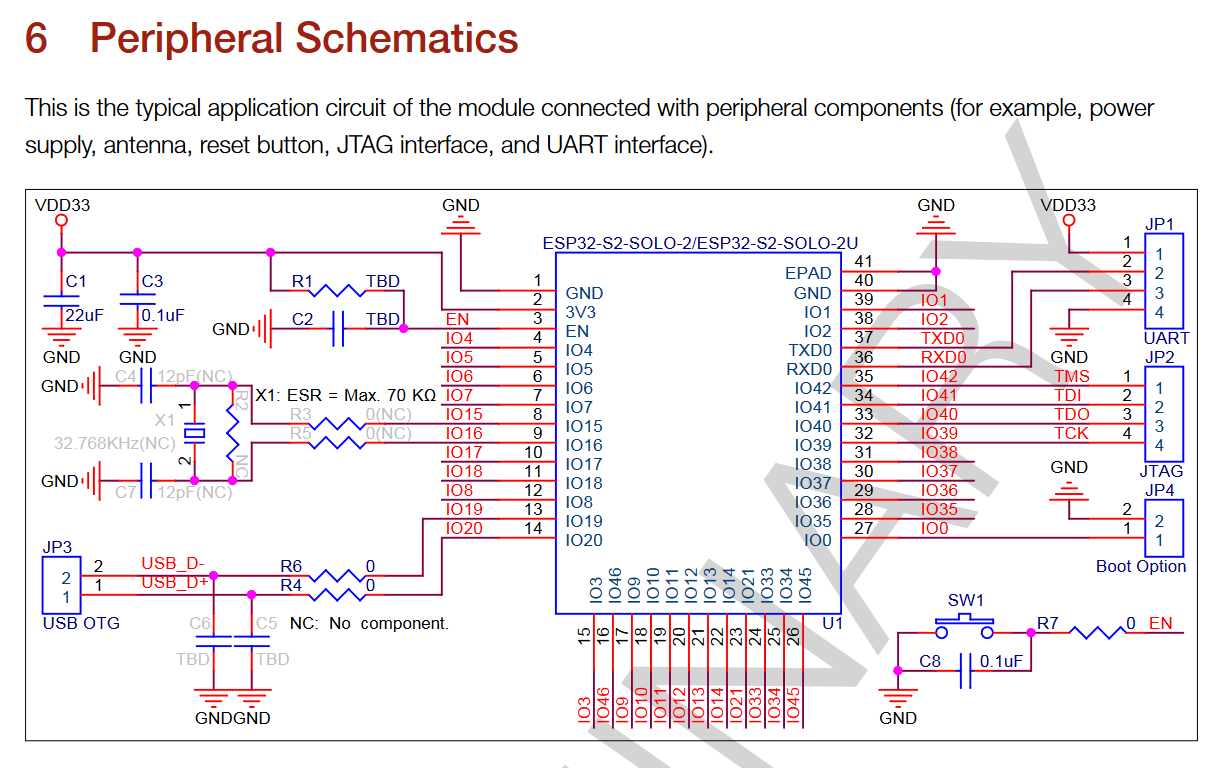 6 Peripheral Schematics
This is the typical application circuit of the module connected with peripheral components (for example, power
supply, antenna, reset button, JTAG interface, and UART interface).
VDD33
GND
GND
VDD33
JP1
ESP32-S2-SOLO-2/ESP32-S2-SOLO-2U
C1
22uF
GND
C3
0.1uF
GND
R1 TBD
GND C2 TBD
GND C4 12pF(NC)
X1
1
2
32.768KHz(NC)
R2
NC
X1: ESR = Max. 70 KΩ
R3 0(NC)
R5 0(NC)
GND C7 12pF(NC)
JP3
2 2 USB_D-
1 1 USB_D+
USB OTG
R6 0
R4 0
C6
TBD
C5
TBD
GND GND
NC: No component.
1 GND
2 3V3
EN 3 EN
IO4 4 IO4
IO5 5 IO5
IO6 6 IO6
IO7 7 IO7
IO15 8 IO15
IO16 9 IO16
IO17 10 IO17
IO18 11 IO18
IO8 12 IO8
IO19 13 IO19
IO20 14 IO20
EPAD 41
GND 40
IO1 39 IO1
IO2 38 IO2
TXD0 37 TXD0
RXD0 36 RXD0
IO42 35 IO42 TMS
IO41 34 IO41 TDI
IO40 33 IO40 TDO
IO39 32 IO39 TCK
IO38 31 IO38
IO37 30 IO37
IO36 29 IO36
IO35 28 IO35
IO0 27 IO0
IO3 IO46 IO9 IO10 IO11 IO12 IO13 IO14 IO21 IO33 IO34 IO45
U1
15 16 17 18 19 20 21 22 23 24 25 26
IO3 IO46 IO9 IO10 IO11 IO12 IO13 IO14 IO21 IO33 IO34 IO45
1 1
2 2
3 3
4 4
GND
UART
JP2
1 1
2 2
3 3
4 4
JTAG
GND
JP4
2 2
1 1
Boot Option
SW1
R7 0 EN
C8 0.1uF
GND